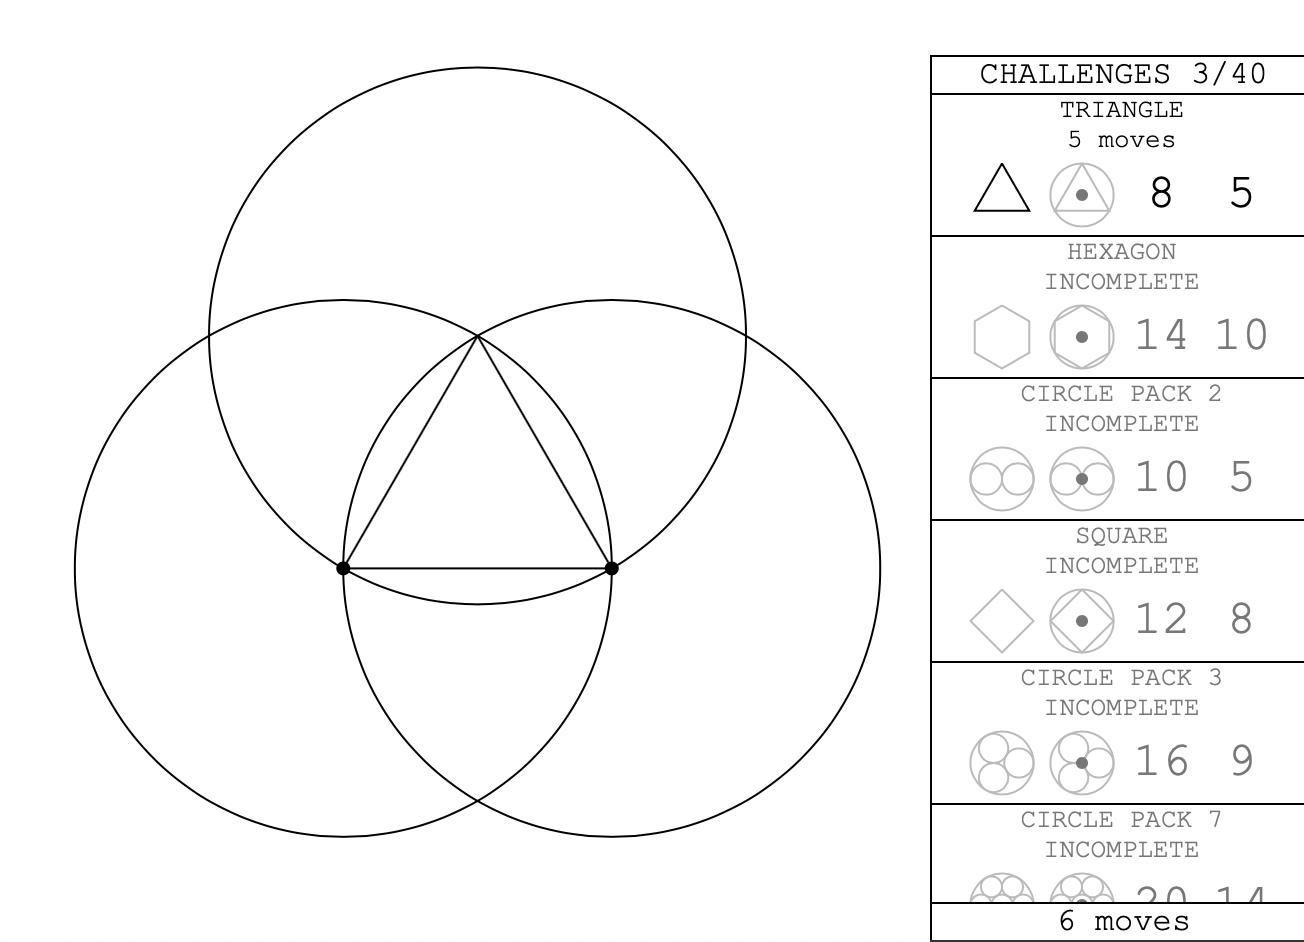 CHALLENGES 3/40
TRIANGLE
5 moves
8 5
HEXAGON
INCOMPLETE
14 10
CIRCLE PACK 2
INCOMPLETE
10 5
SQUARE
INCOMPLETE
12 8
CIRCLE PACK 3
INCOMPLETE
16 9
CIRCLE PACK 7
INCOMPLETE
20 14
6 moves